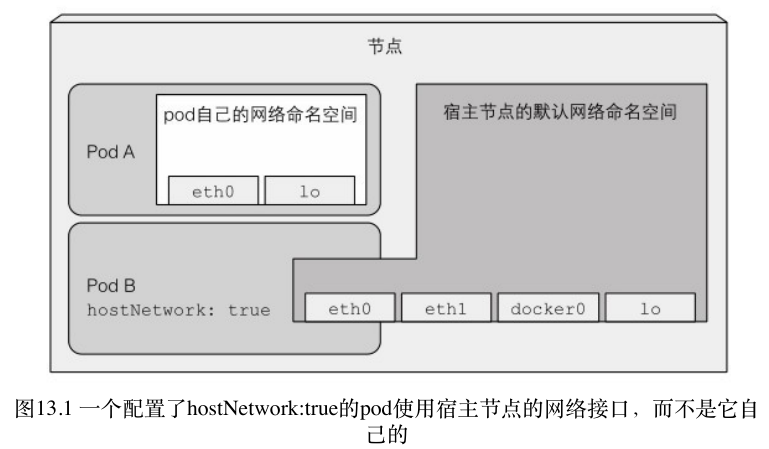 节点
pod自己的网络命名空间
Pod A
eth0
lo
宿主节点的默认网络命名空间
Pod B
hostNetwork: true
eth0
eth1
docker0
lo
图13.1 一个配置了hostNetwork:true的pod使用宿主节点的网络接口，而不是它自
己的